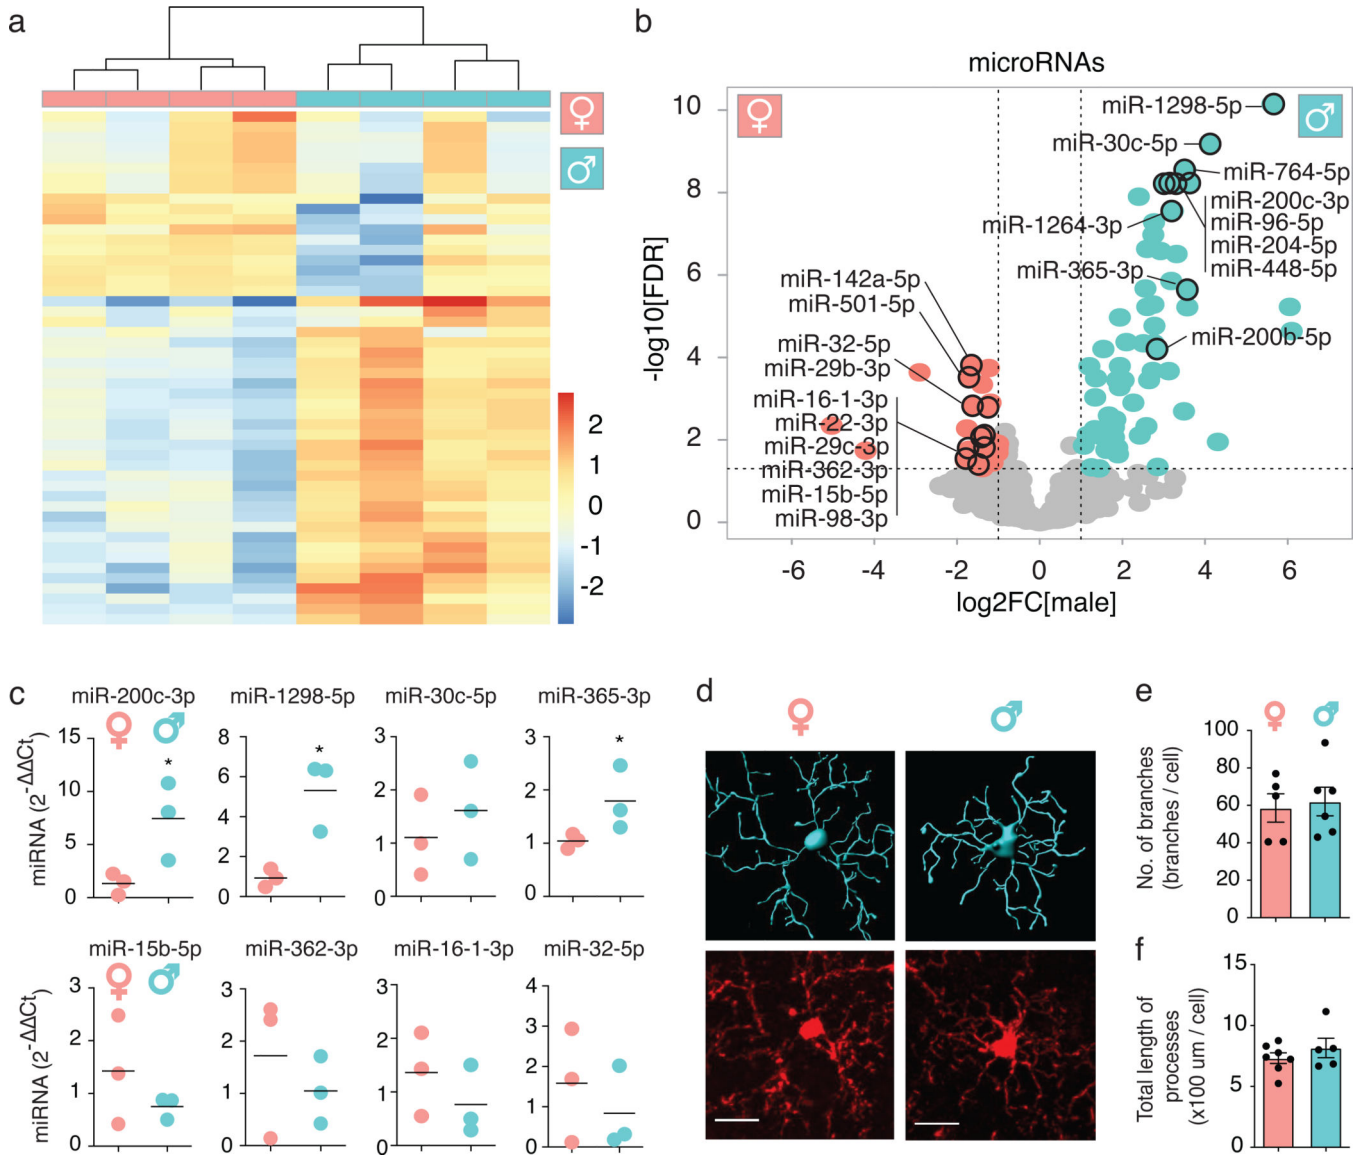 a
♀
♂
2
1
0
-1
-2
b
microRNAs
♀
♂
-log10[FDR]
10
8
6
4
2
0
miR-1298-5p
miR-30c-5p
miR-764-5p
miR-200c-3p
miR-96-5p
miR-204-5p
miR-448-5p
miR-1264-3p
miR-365-3p
miR-200b-5p
miR-142a-5p
miR-501-5p
miR-32-5p
miR-29b-3p
miR-16-1-3p
miR-22-3p
miR-29c-3p
miR-362-3p
miR-15b-5p
miR-98-3p
-6 -4 -2 0 2 4 6
log2FC[male]
c
miR-200c-3p
♀ ♂
miRNA (2^-ΔΔCt)
15
10
5
0
*
miR-1298-5p
8
6
4
2
0
*
miR-30c-5p
3
2
1
0
miR-365-3p
3
2
1
0
*
miR-15b-5p
♀ ♂
miRNA (2^-ΔΔCt)
3
2
1
0
miR-362-3p
3
2
1
0
miR-16-1-3p
3
2
1
0
miR-32-5p
4
3
2
1
0
d
♀ ♂
e
♀ ♂
No. of branches
(branches / cell)
100
80
60
40
20
0
f
Total length of
processes
(x100 um / cell)
15
10
5
0